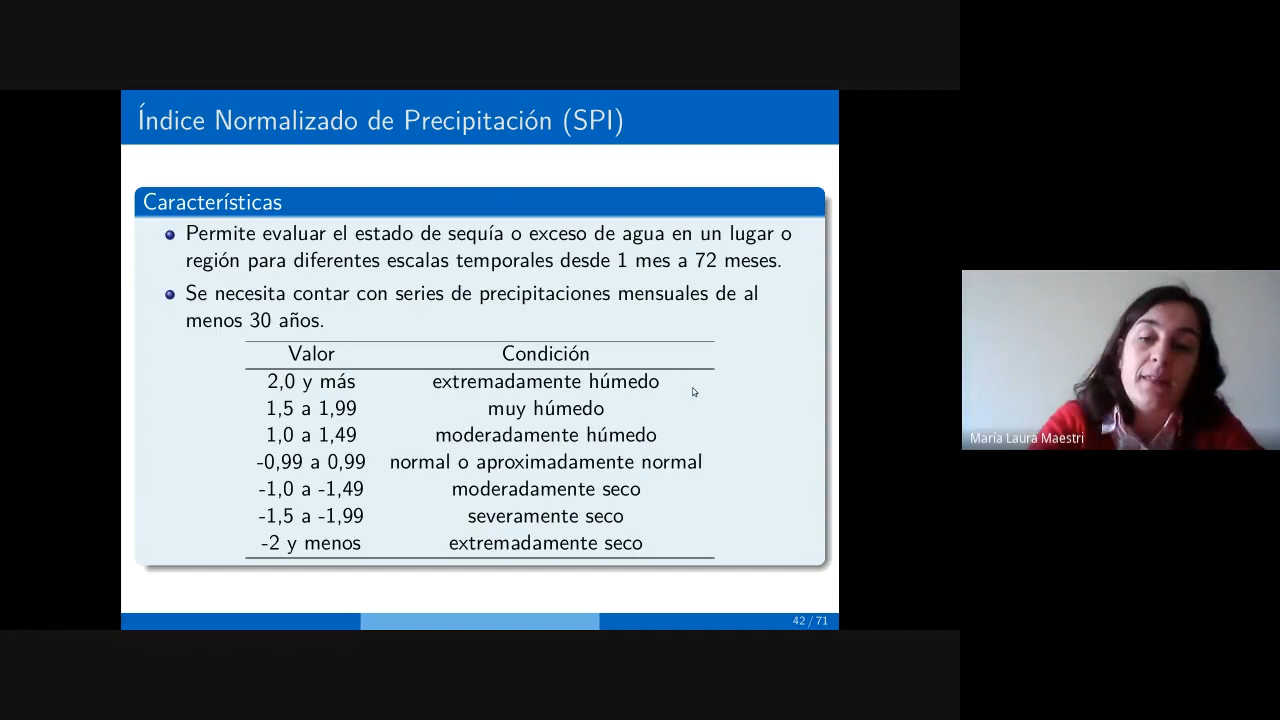 Índice Normalizado de Precipitación (SPI)
Características
Permite evaluar el estado de sequía o exceso de agua en un lugar o
región para diferentes escalas temporales desde 1 mes a 72 meses.
Se necesita contar con series de precipitaciones mensuales de al
menos 30 años.
Valor Condición
2,0 y más extremadamente húmedo
1,5 a 1,99 muy húmedo
1,0 a 1,49 moderadamente húmedo
-0,99 a 0,99 normal o aproximadamente normal
-1,0 a -1,49 moderadamente seco
-1,5 a -1,99 severamente seco
-2 y menos extremadamente seco
42 / 71
María Laura Maestri